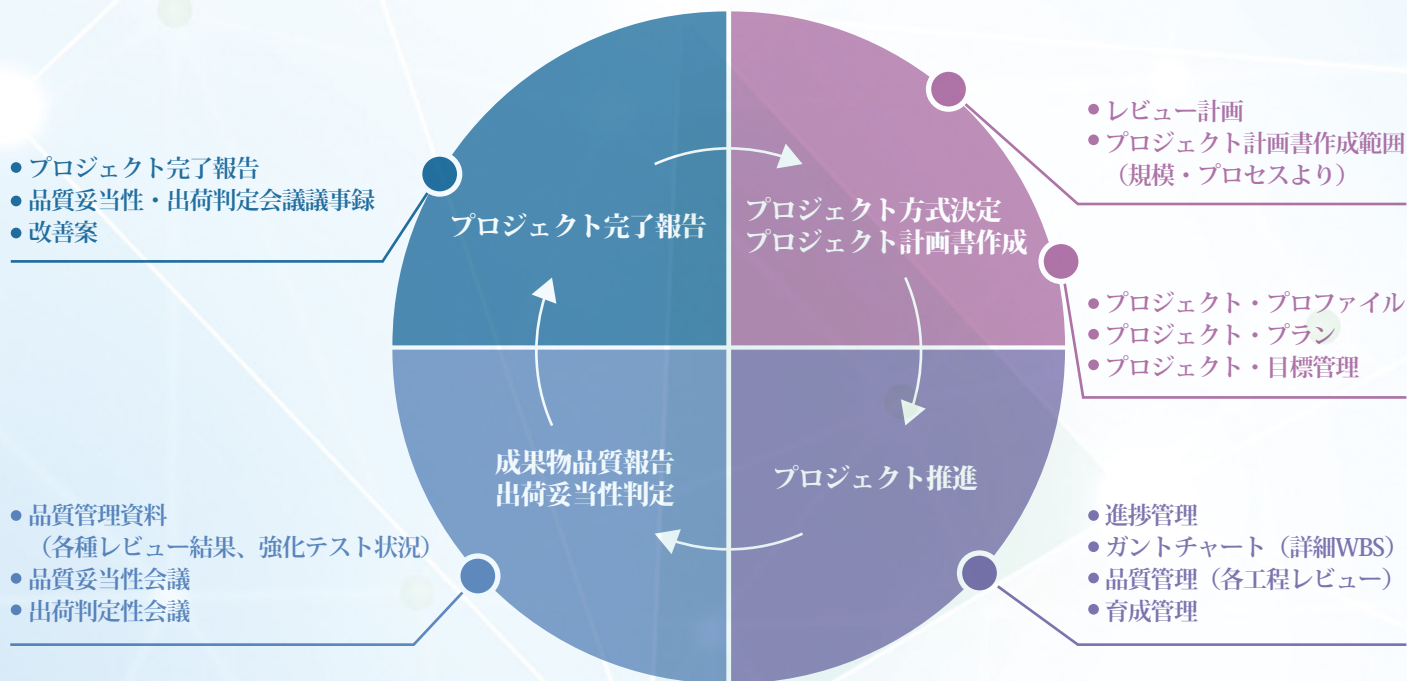 ● プロジェクト完了報告
● 品質妥当性・出荷判定会議議事録
● 改善案
プロジェクト完了報告
プロジェクト方式決定
プロジェクト計画書作成
● レビュー計画
● プロジェクト計画書作成範囲
（規模・プロセスより）
● プロジェクト・プロファイル
● プロジェクト・プラン
● プロジェクト・目標管理
成果物品質報告
出荷妥当性判定
プロジェクト推進
● 品質管理資料
（各種レビュー結果、強化テスト状況）
● 品質妥当性会議
● 出荷判定性会議
● 進捗管理
● ガントチャート（詳細WBS）
● 品質管理（各工程レビュー）
● 育成管理